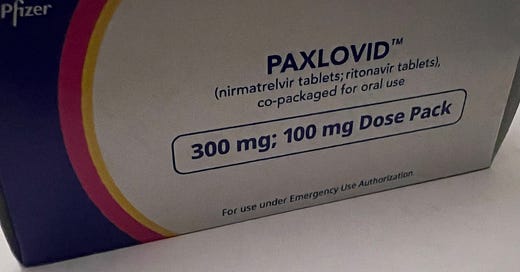 Pfizer
PAXLOVID™
(nirmatrelvir tablets; ritonavir tablets),
co-packaged for oral use
300 mg; 100 mg Dose Pack
For use under Emergency Use Authorization